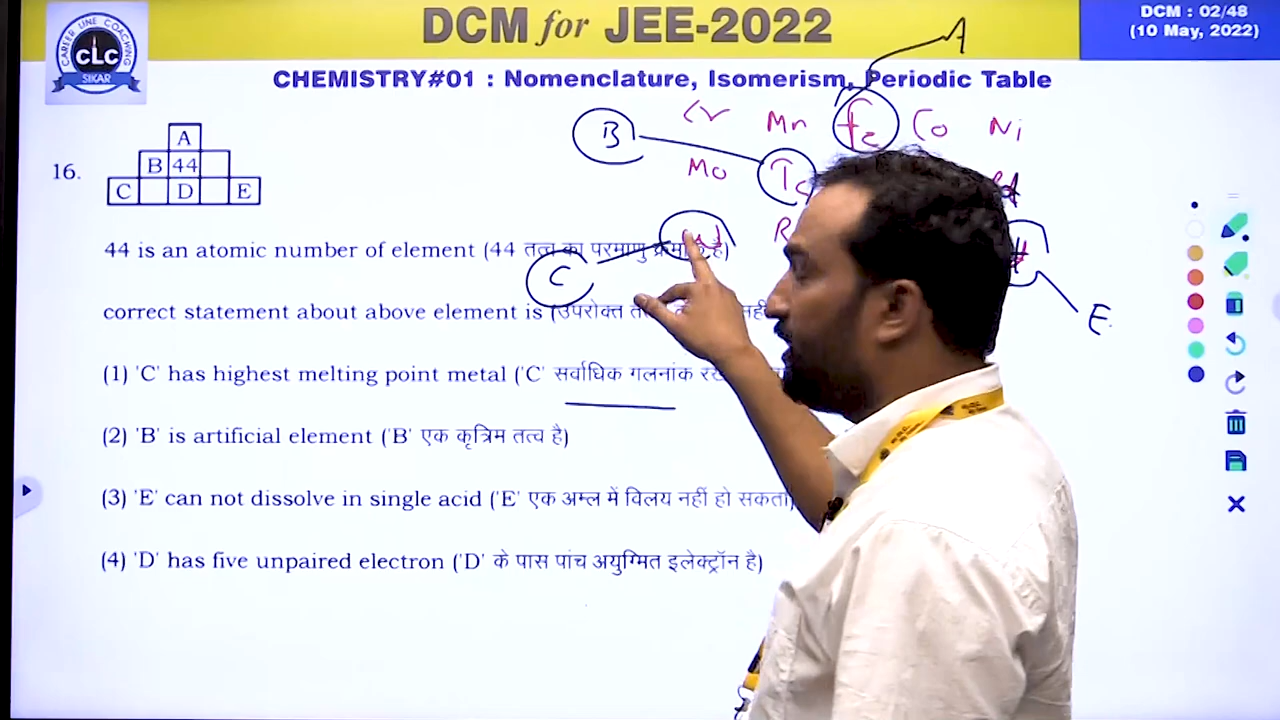 DCM for JEE-2022
DCM : 02/48
(10 May, 2022)
CAREER LINE COACHING
CLC
SIKAR
CHEMISTRY#01 : Nomenclature, Isomerism, Periodic Table
A
B
Cr Mn Fe Co Ni
Mo Tc
C
E
16.
A
B 44
C D E
44 is an atomic number of element (44 तत्व का परमाणु क्रमांक है)
correct statement about above element is (उपरोक्त
(1) 'C' has highest melting point metal ('C' सर्वाधिक गलनांक
(2) 'B' is artificial element ('B' एक कृत्रिम तत्व है)
(3) 'E' can not dissolve in single acid ('E' एक अम्ल में विलय नहीं हो सकता)
(4) 'D' has five unpaired electron ('D' के पास पांच अयुग्मित इलेक्ट्रॉन है)